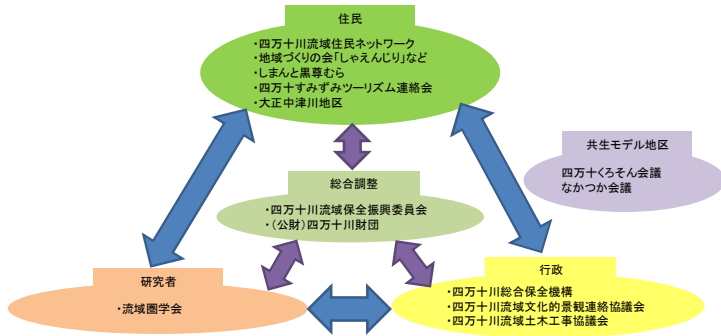 住民
・四万十川流域住民ネットワーク
・地域づくりの会「しゃえんじり」など
・しまんと黒尊むら
・四万十すみずみツーリズム連絡会
・大正中津川地区
共生モデル地区
四万十くろそん会議
なかつか会議
総合調整
・四万十川流域保全振興委員会
・(公財)四万十川財団
研究者
・流域圏学会
行政
・四万十川総合保全機構
・四万十川流域文化的景観連絡協議会
・四万十川流域土木工事協議会